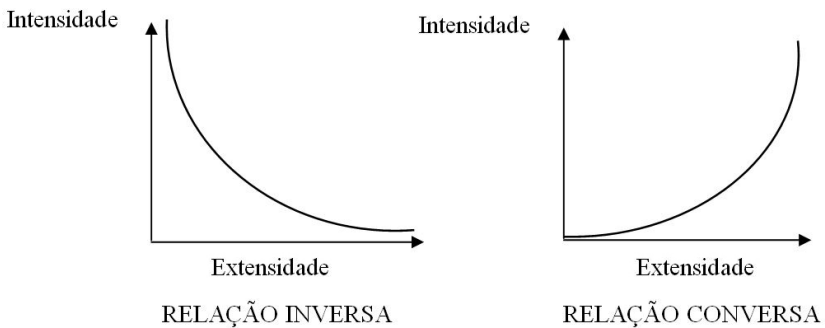 Intensidade
Extensidade
RELAÇÃO INVERSA
Intensidade
Extensidade
RELAÇÃO CONVERSA